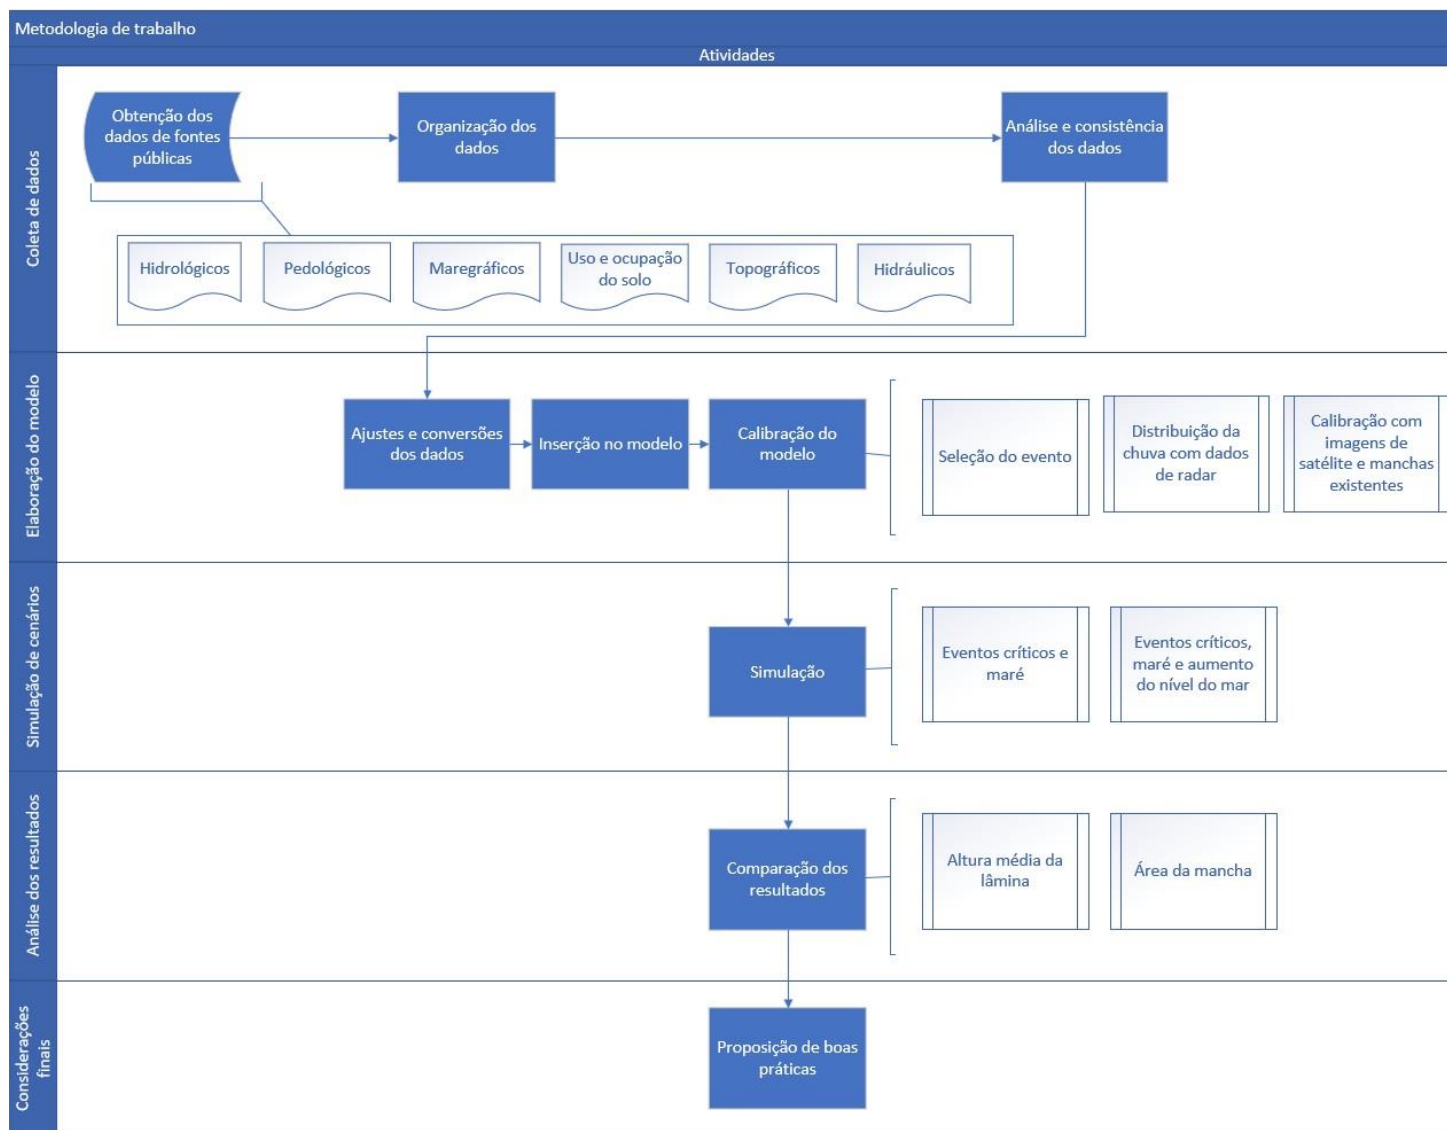 Metodologia de trabalho
Atividades
Coleta de dados
Obtenção dos
dados de fontes
públicas
Organização dos
dados
Análise e consistência
dos dados
Hidrológicos
Pedológicos
Maregráficos
Uso e ocupação
do solo
Topográficos
Hidráulicos
Elaboração do modelo
Ajustes e conversões
dos dados
Inserção no modelo
Calibração do
modelo
Seleção do evento
Distribuição da
chuva com dados
de radar
Calibração com
imagens de
satélite e manchas
existentes
Simulação de cenários
Simulação
Eventos críticos e
maré
Eventos críticos,
maré e aumento
do nível do mar
Análise dos resultados
Comparação dos
resultados
Altura média da
lâmina
Área da mancha
Considerações
finais
Proposição de boas
práticas